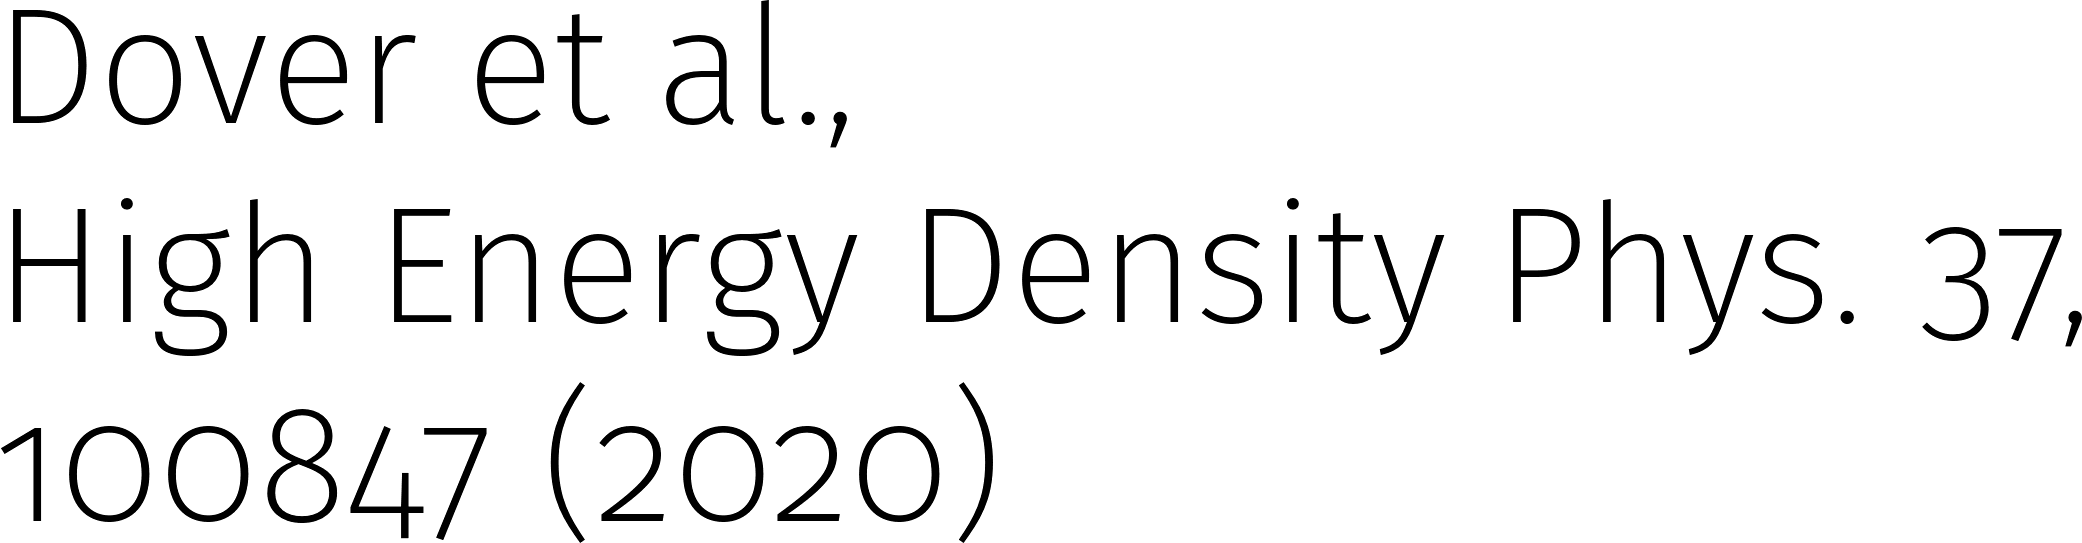 Dover et al.,
High Energy Density Phys. 37,
100847 (2020)